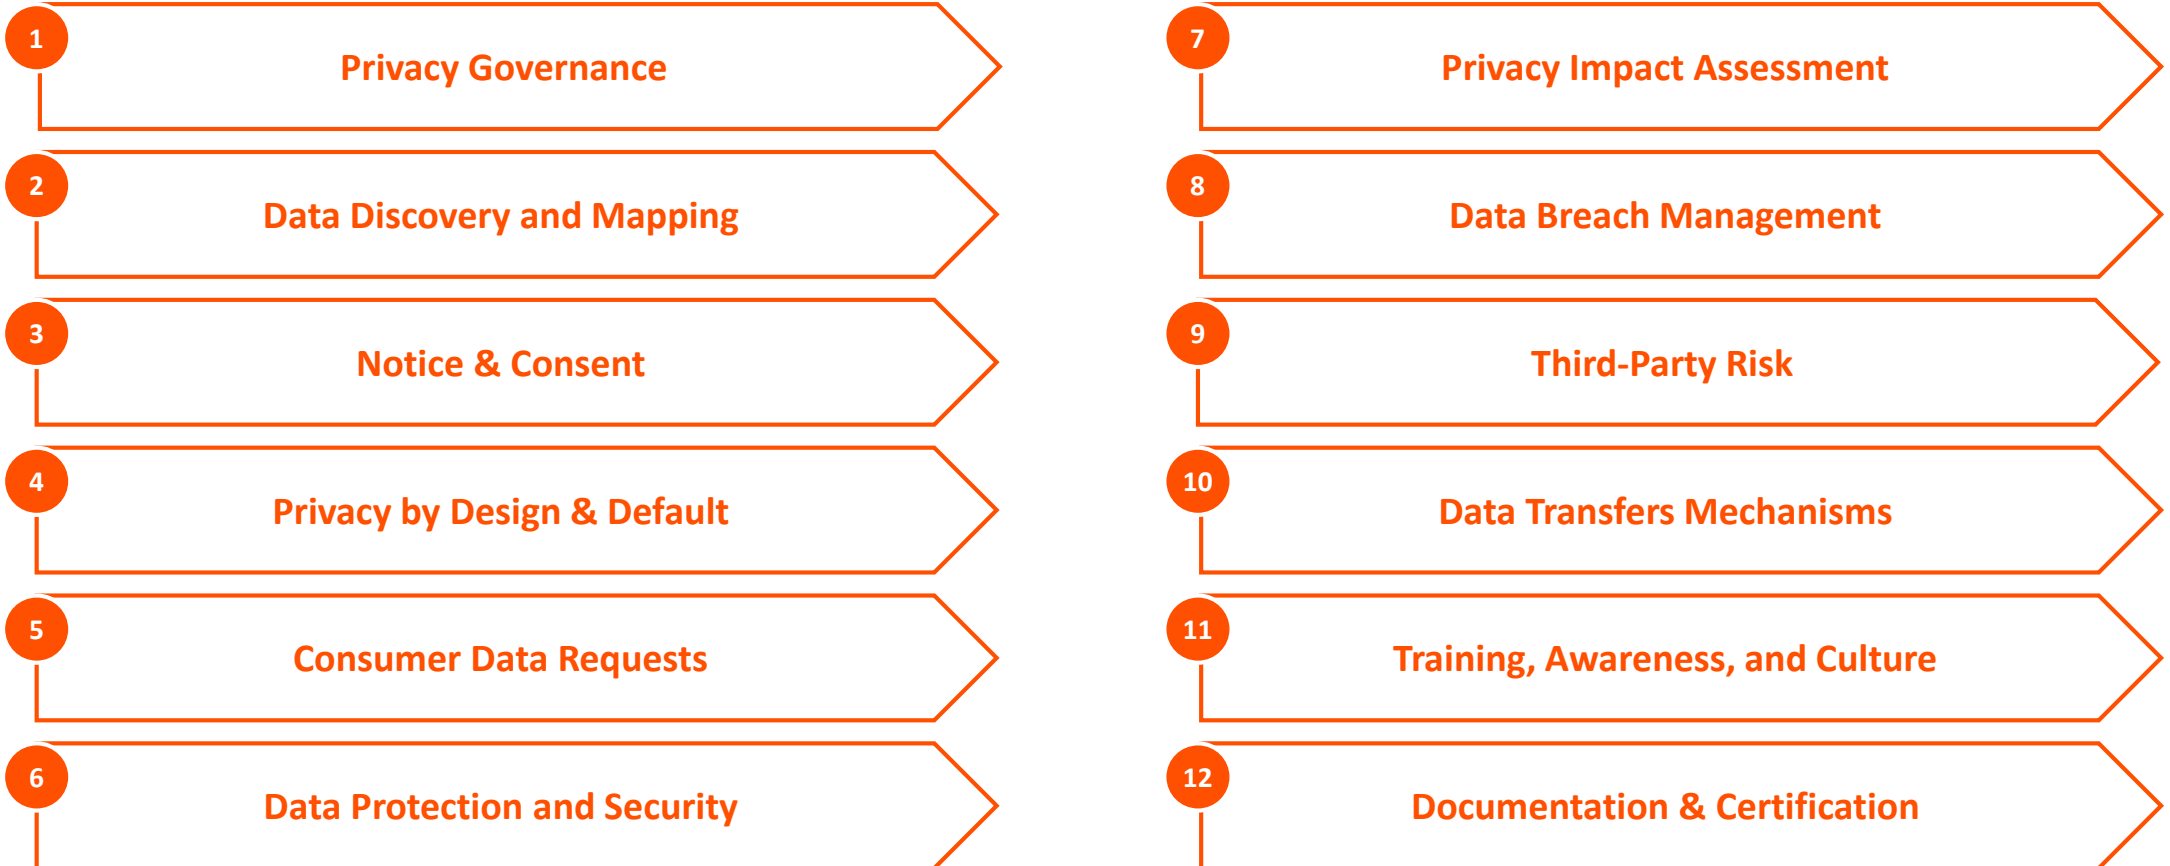 1
Privacy Governance
2
Data Discovery and Mapping
3
Notice & Consent
4
Privacy by Design & Default
5
Consumer Data Requests
6
Data Protection and Security
7
Privacy Impact Assessment
8
Data Breach Management
9
Third-Party Risk
10
Data Transfers Mechanisms
11
Training, Awareness, and Culture
12
Documentation & Certification